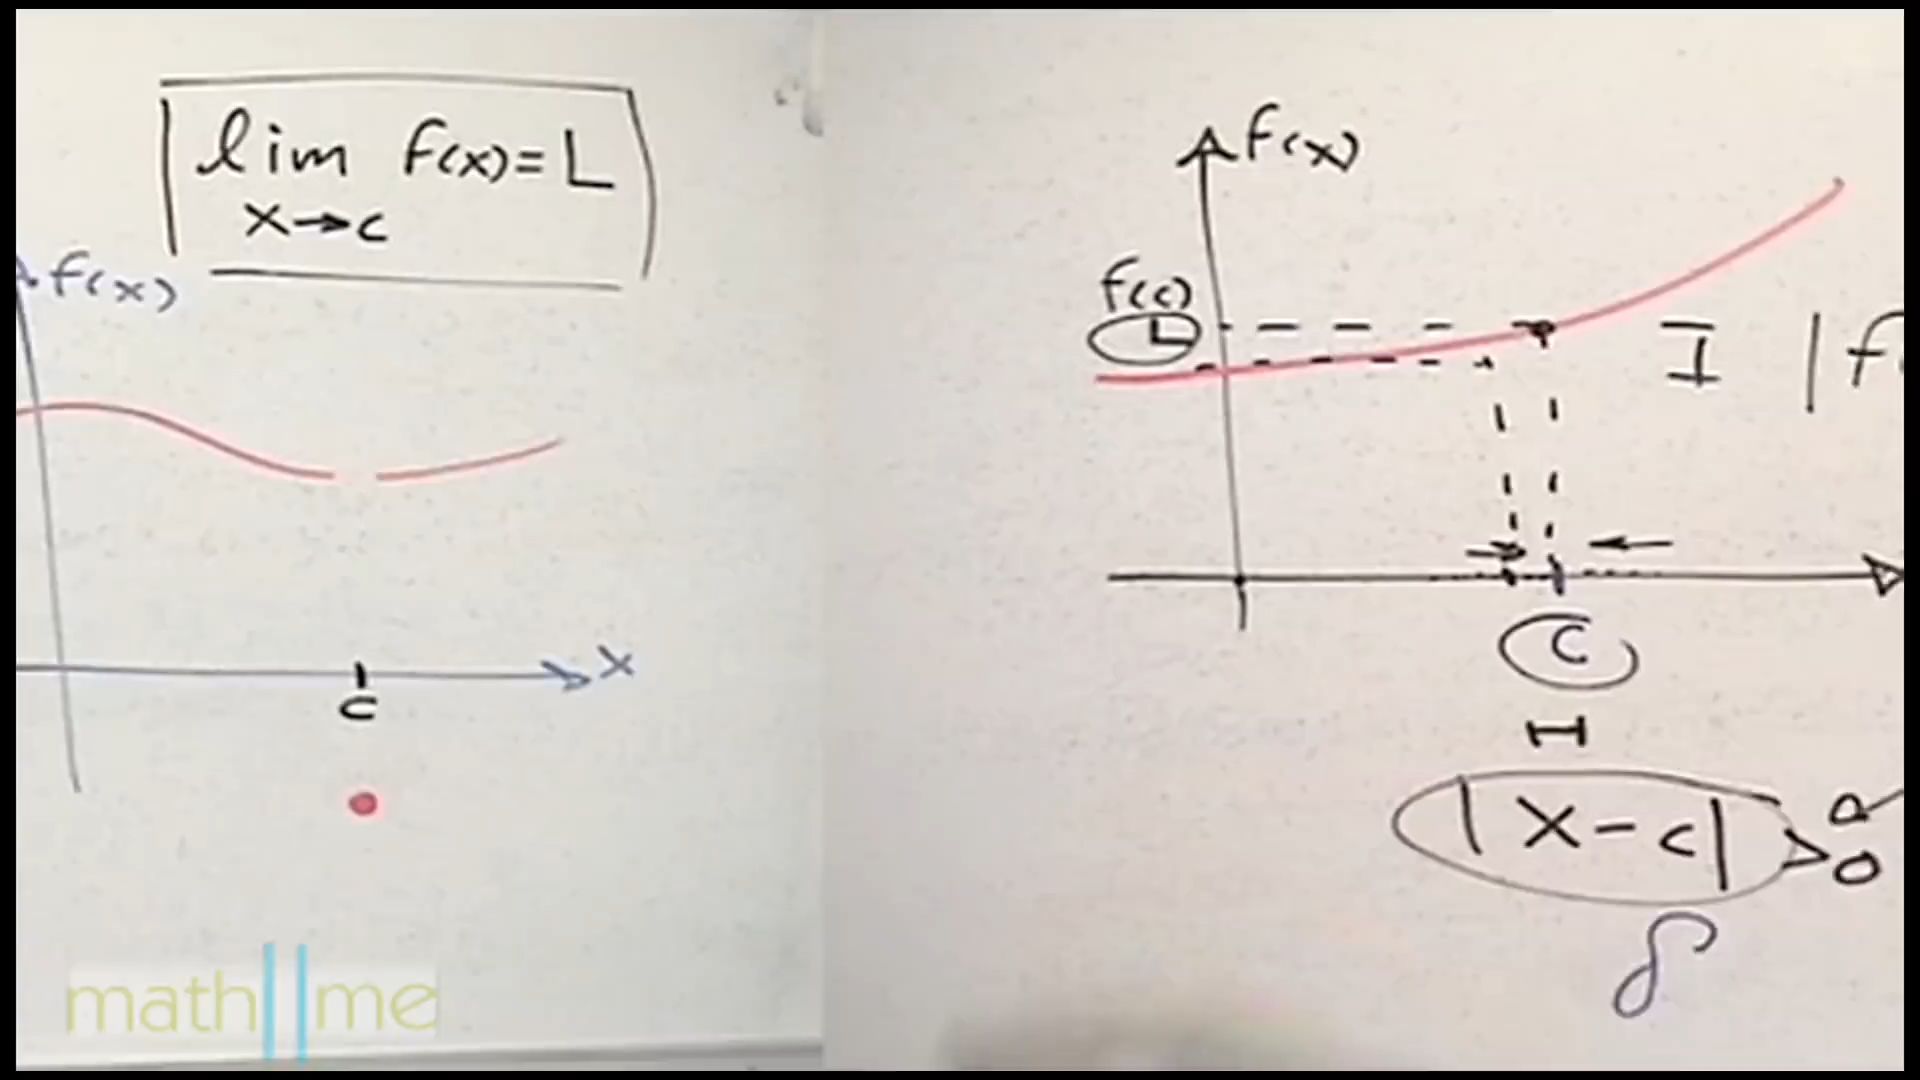 lim f(x) = L
x→c
f(x)
x
c
f(x)
f(c)
L
|f
c
|x-c|
0
δ
math||me